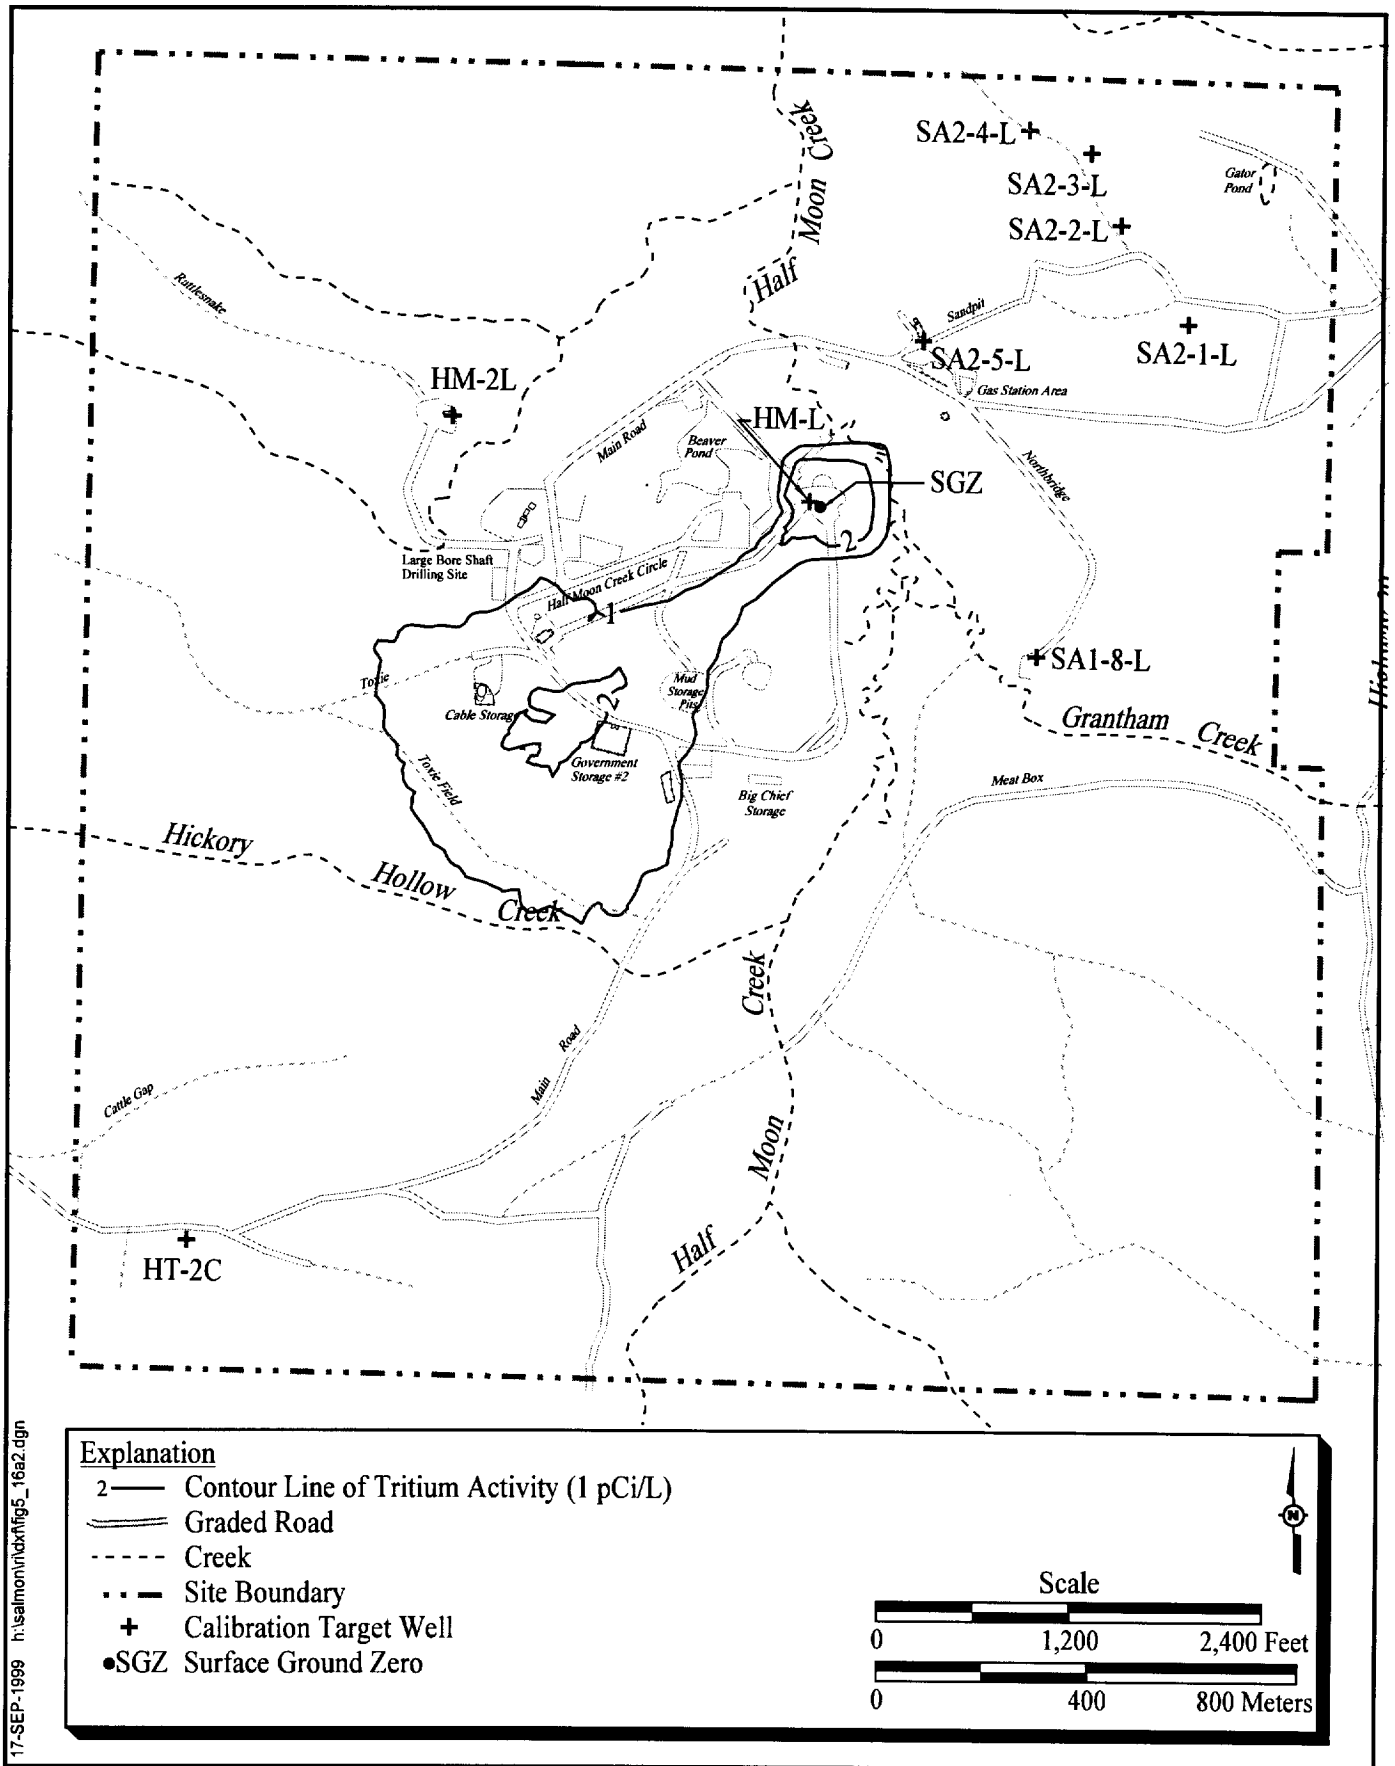 Moon Creek
Half
SA2-4-L
SA2-3-L
SA2-2-L
Gator
Pond
Rattlesnake
Sandpit
SA2-5-L
SA2-1-L
HM-2L
Gas Station Area
HM-L
Main Road
Beaver
Pond
SGZ
Northbridge
2
Large Bore Shaft
Drilling Site
Half Moon Creek Circle
1
SA1-8-L
Toxie
Mud
Storage
Pits
2
Cable Storage
Grantham Creek
Government
Storage #2
Toxie Field
Meat Box
Big Chief
Storage
Hickory
Hollow
Creek
Creek
Main Road
Cattle Gap
Moon
Half
HT-2C
Explanation
2 Contour Line of Tritium Activity (1 pCi/L)
Graded Road
Creek
Site Boundary
Calibration Target Well
SGZ Surface Ground Zero
N
Scale
0 1,200 2,400 Feet
0 400 800 Meters
17-SEP-1999 h:\salmon\ri\dxf\fig5_16a2.dgn